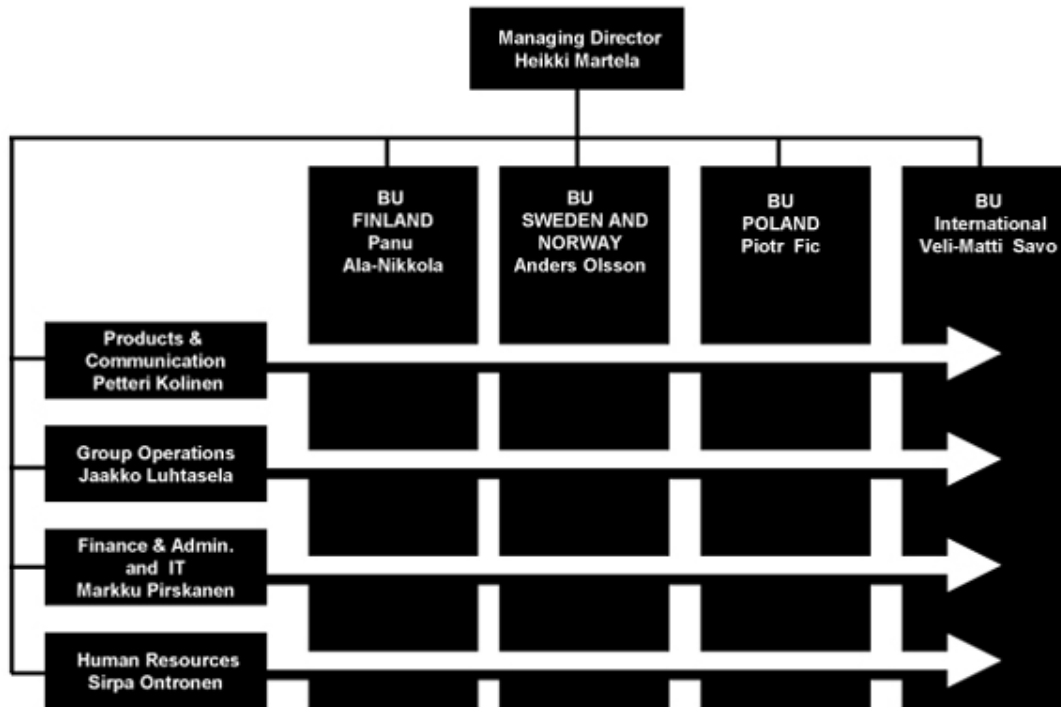 Managing Director
Heikki Martela
BU
FINLAND
Panu
Ala-Nikkola
BU
SWEDEN AND
NORWAY
Anders Olsson
BU
POLAND
Piotr Fic
BU
International
Veli-Matti Savo
Products &
Communication
Petteri Kolinen
Group Operations
Jaakko Luhtasela
Finance & Admin.
and IT
Markku Pirskanen
Human Resources
Sirpa Ontronen